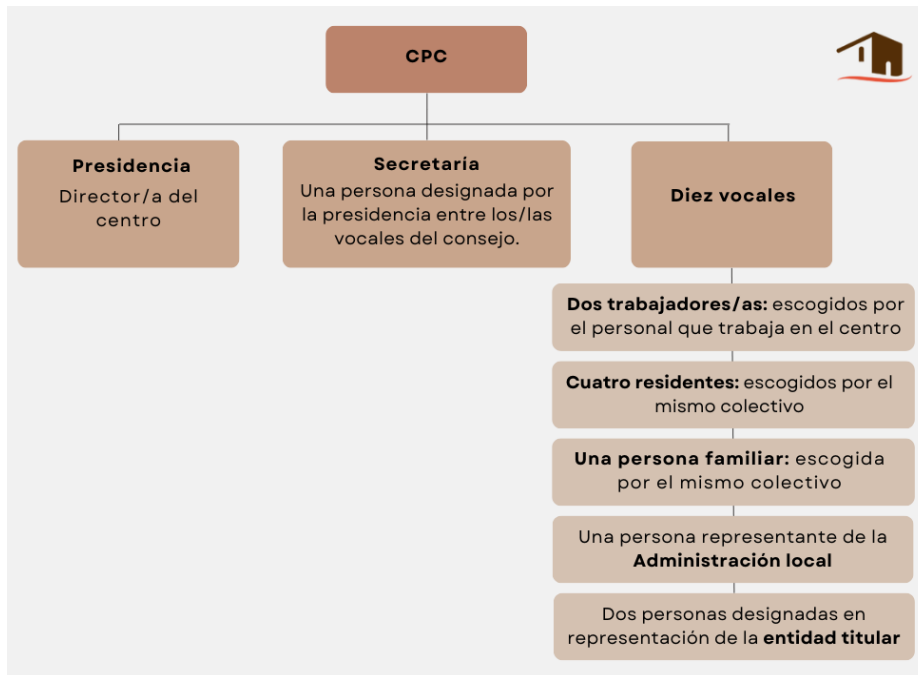 CPC
Presidencia
Director/a del
centro
Secretaría
Una persona designada por
la presidencia entre los/las
vocales del consejo.
Diez vocales
Dos trabajadores/as: escogidos por
el personal que trabaja en el centro
Cuatro residentes: escogidos por el
mismo colectivo
Una persona familiar: escogida
por el mismo colectivo
Una persona representante de la
Administración local
Dos personas designadas en
representación de la entidad titular